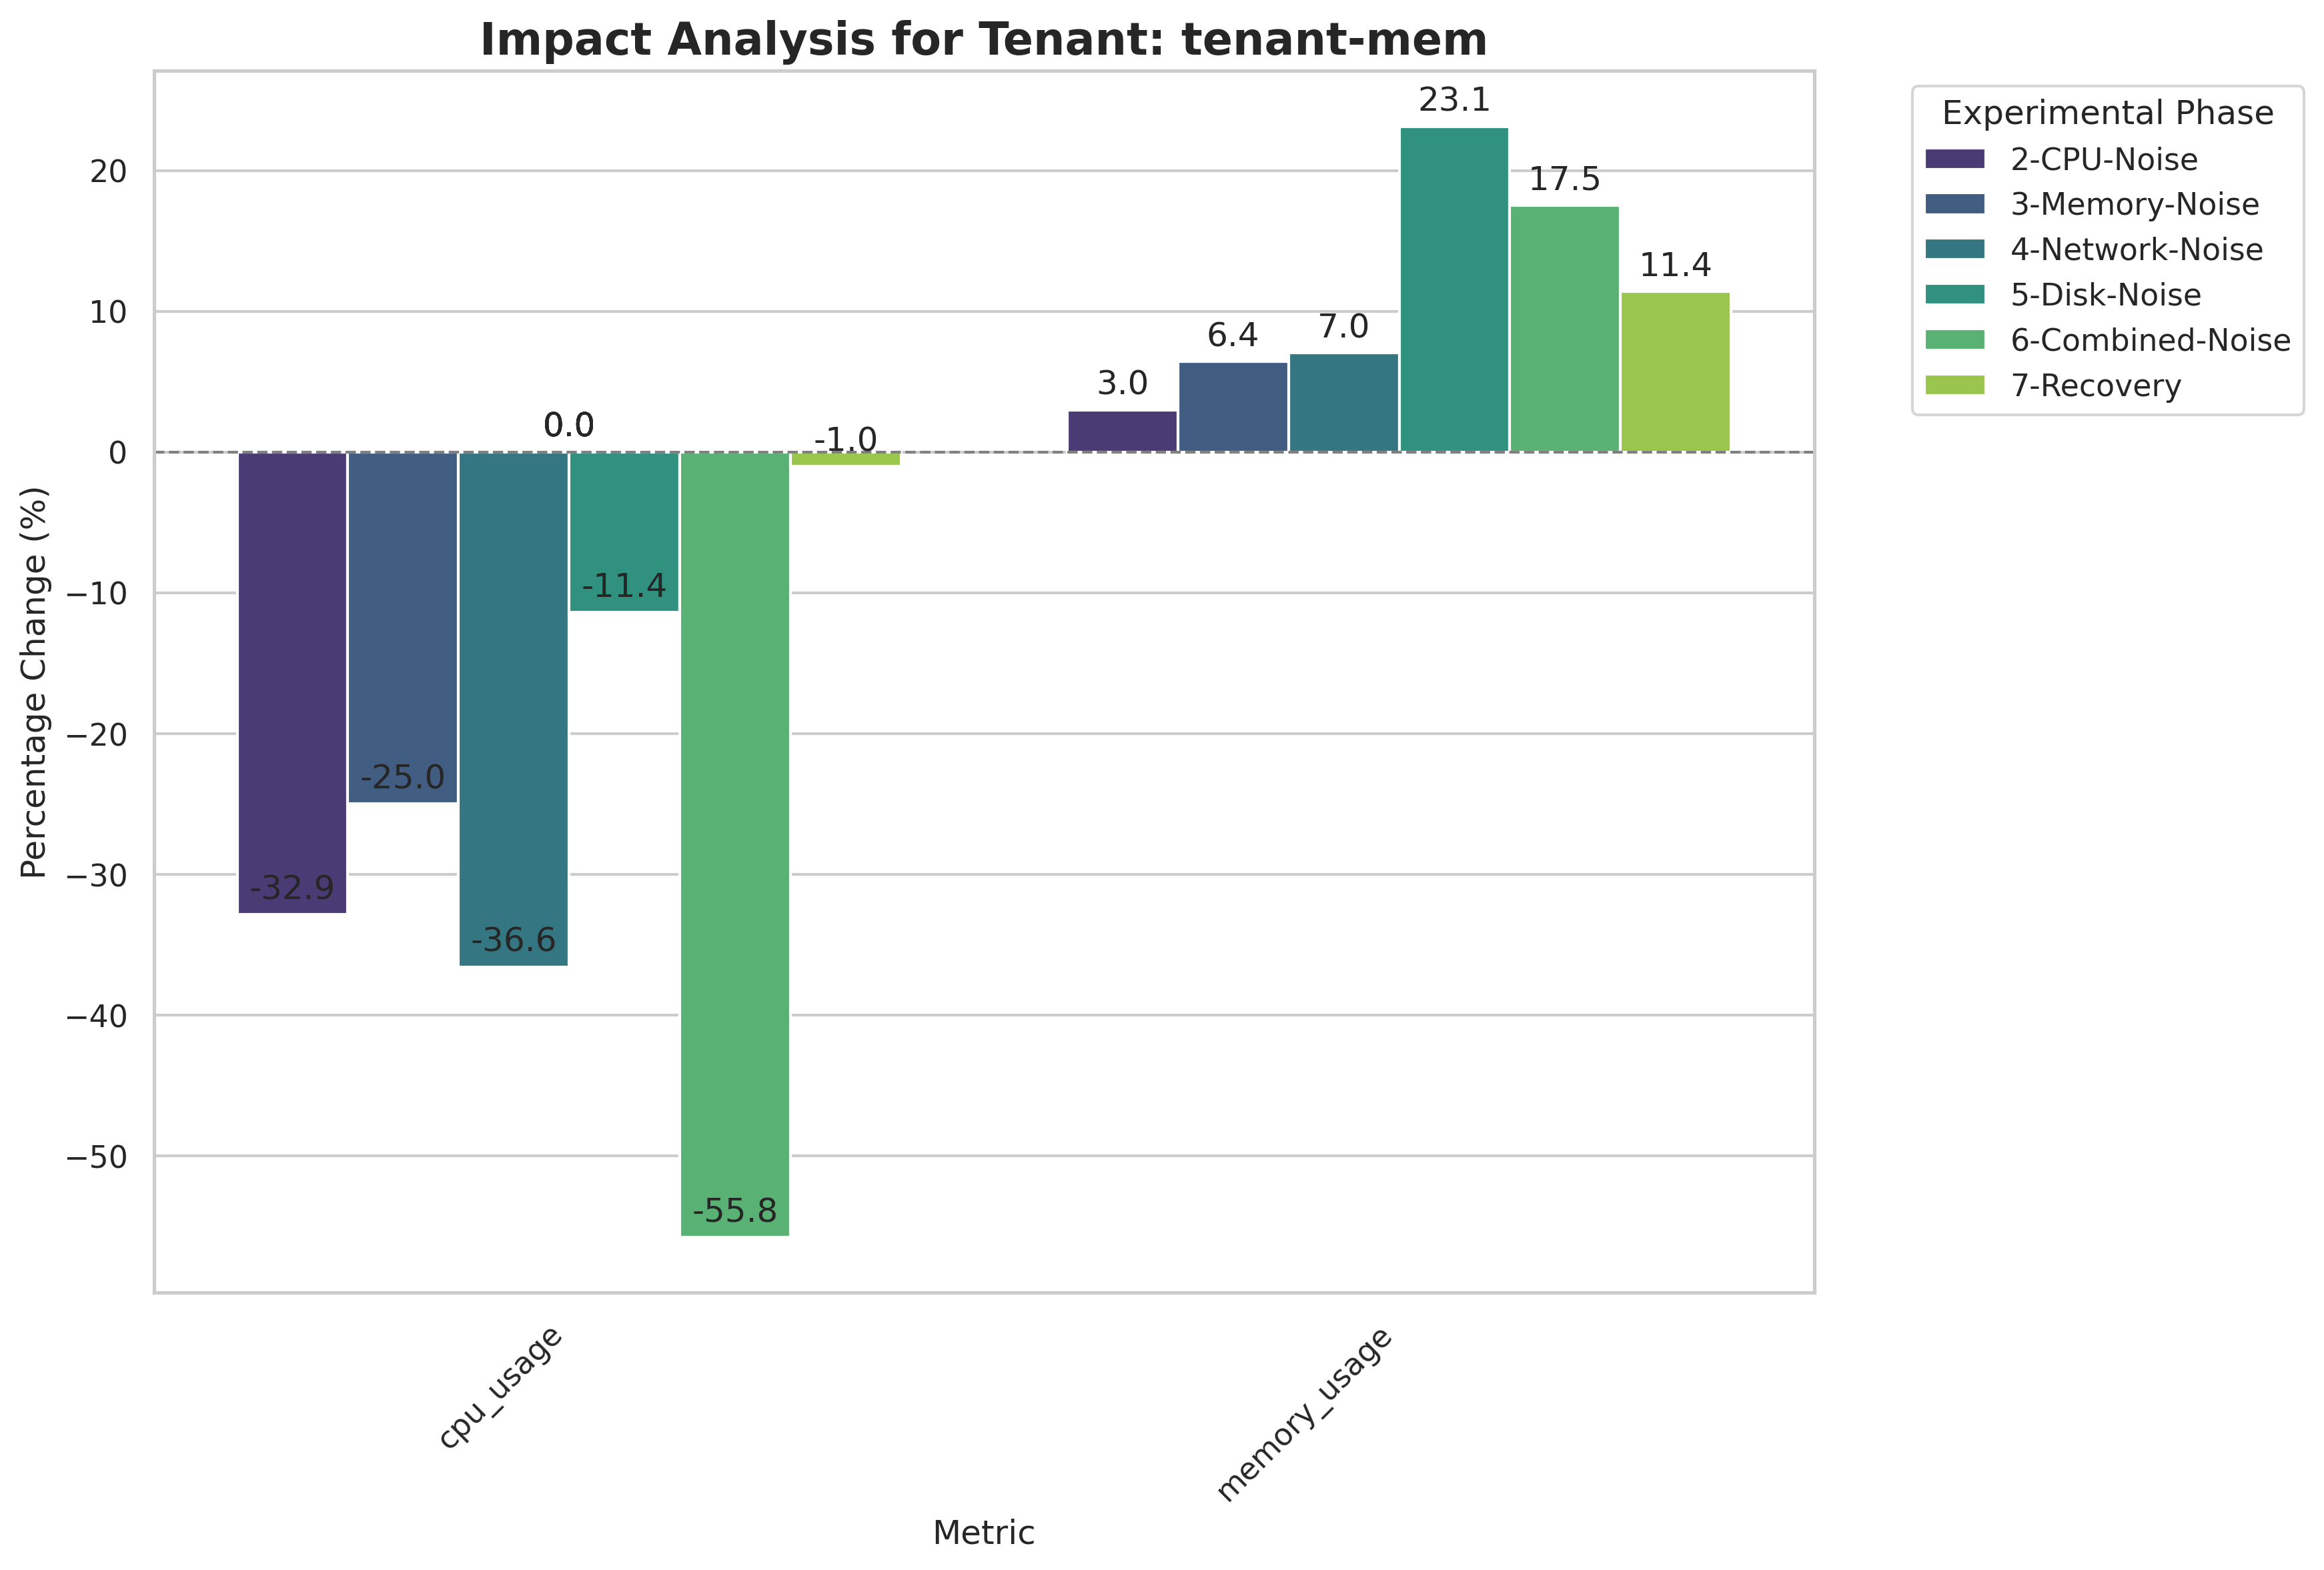 Impact Analysis for Tenant: tenant-mem
Experimental Phase
2-CPU-Noise
3-Memory-Noise
4-Network-Noise
5-Disk-Noise
6-Combined-Noise
7-Recovery
Percentage Change (%)
20
10
0
−10
−20
−30
−40
−50
-32.9
-25.0
-36.6
0.0
-11.4
-55.8
-1.0
3.0
6.4
7.0
23.1
17.5
11.4
cpu_usage
memory_usage
Metric